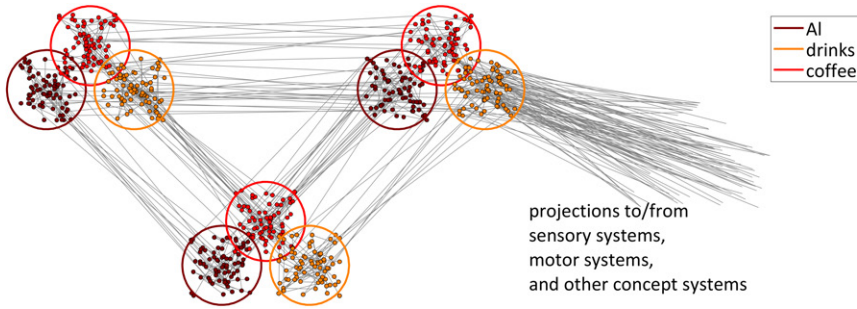 Al
drinks
coffee
projections to/from
sensory systems,
motor systems,
and other concept systems